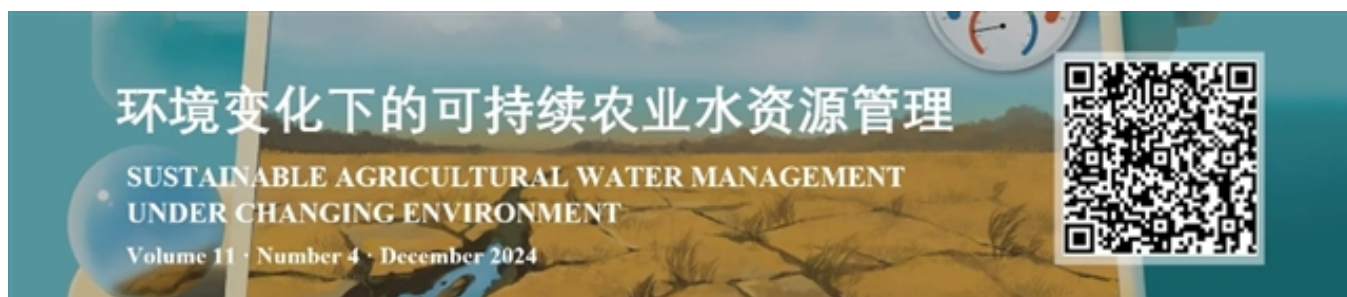 环境变化下的可持续农业水资源管理
SUSTAINABLE AGRICULTURAL WATER MANAGEMENT
UNDER CHANGING ENVIRONMENT
Volume 11 · Number 4 · December 2024